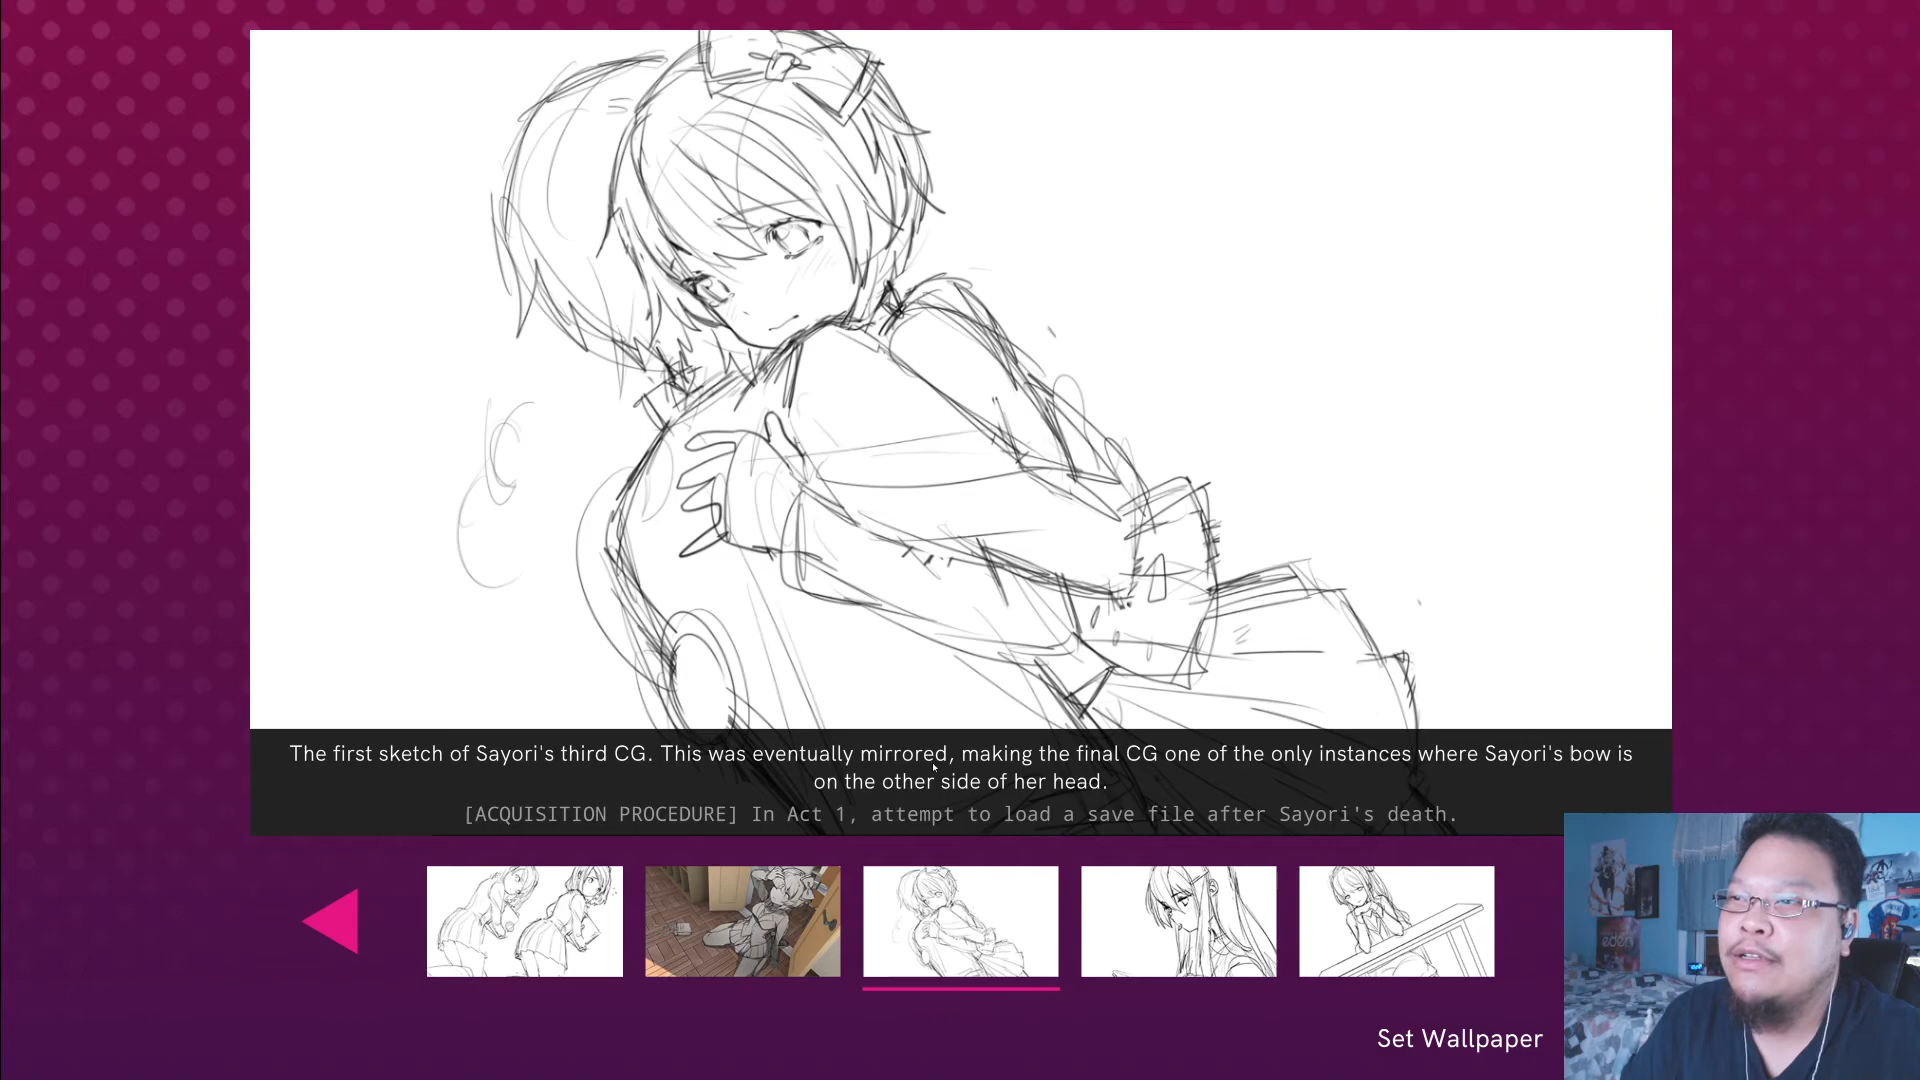 The first sketch of Sayori's third CG. This was eventually mirrored, making the final CG one of the only instances where Sayori's bow is
on the other side of her head.
[ACQUISITION PROCEDURE] In Act 1, attempt to load a save file after Sayori's death.
Set Wallpaper